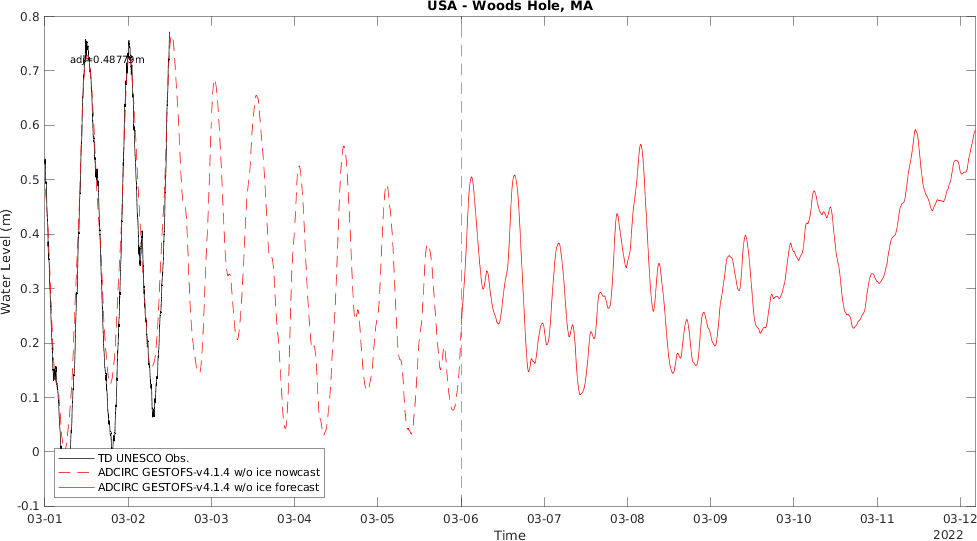 USA - Woods Hole, MA
0.8
0.7
0.6
0.5
0.4
0.3
0.2
0.1
0
-0.1
Water Level (m)
TD UNESCO Obs.
ADCIRC GESTOFS-v4.1.4 w/o ice nowcast
ADCIRC GESTOFS-v4.1.4 w/o ice forecast
03-01 03-02 03-03 03-04 03-05 03-06 03-07 03-08 03-09 03-10 03-11 03-12
Time
2022